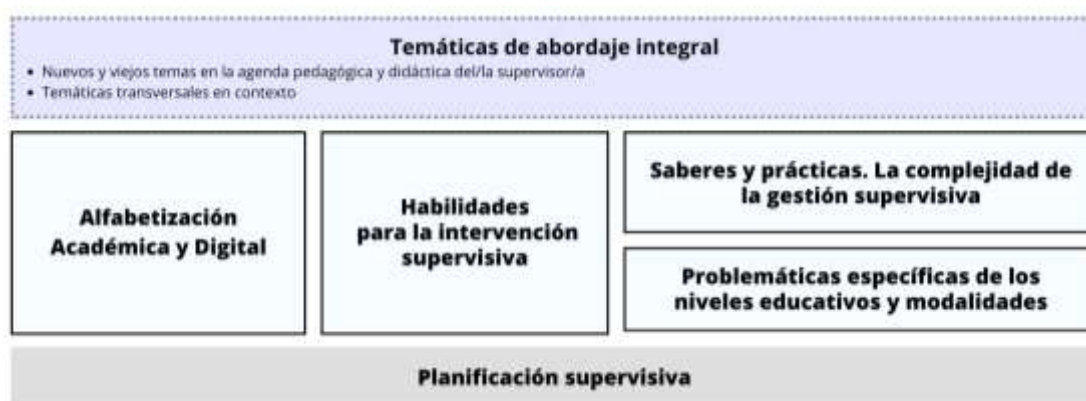 Temáticas de abordaje integral
• Nuevos y viejos temas en la agenda pedagógica y didáctica del/la supervisor/a
• Temáticas transversales en contexto
Alfabetización
Académica y Digital
Habilidades
para la intervención
supervisiva
Saberes y prácticas. La complejidad de
la gestión supervisiva
Problemáticas específicas de los
niveles educativos y modalidades
Planificación supervisiva